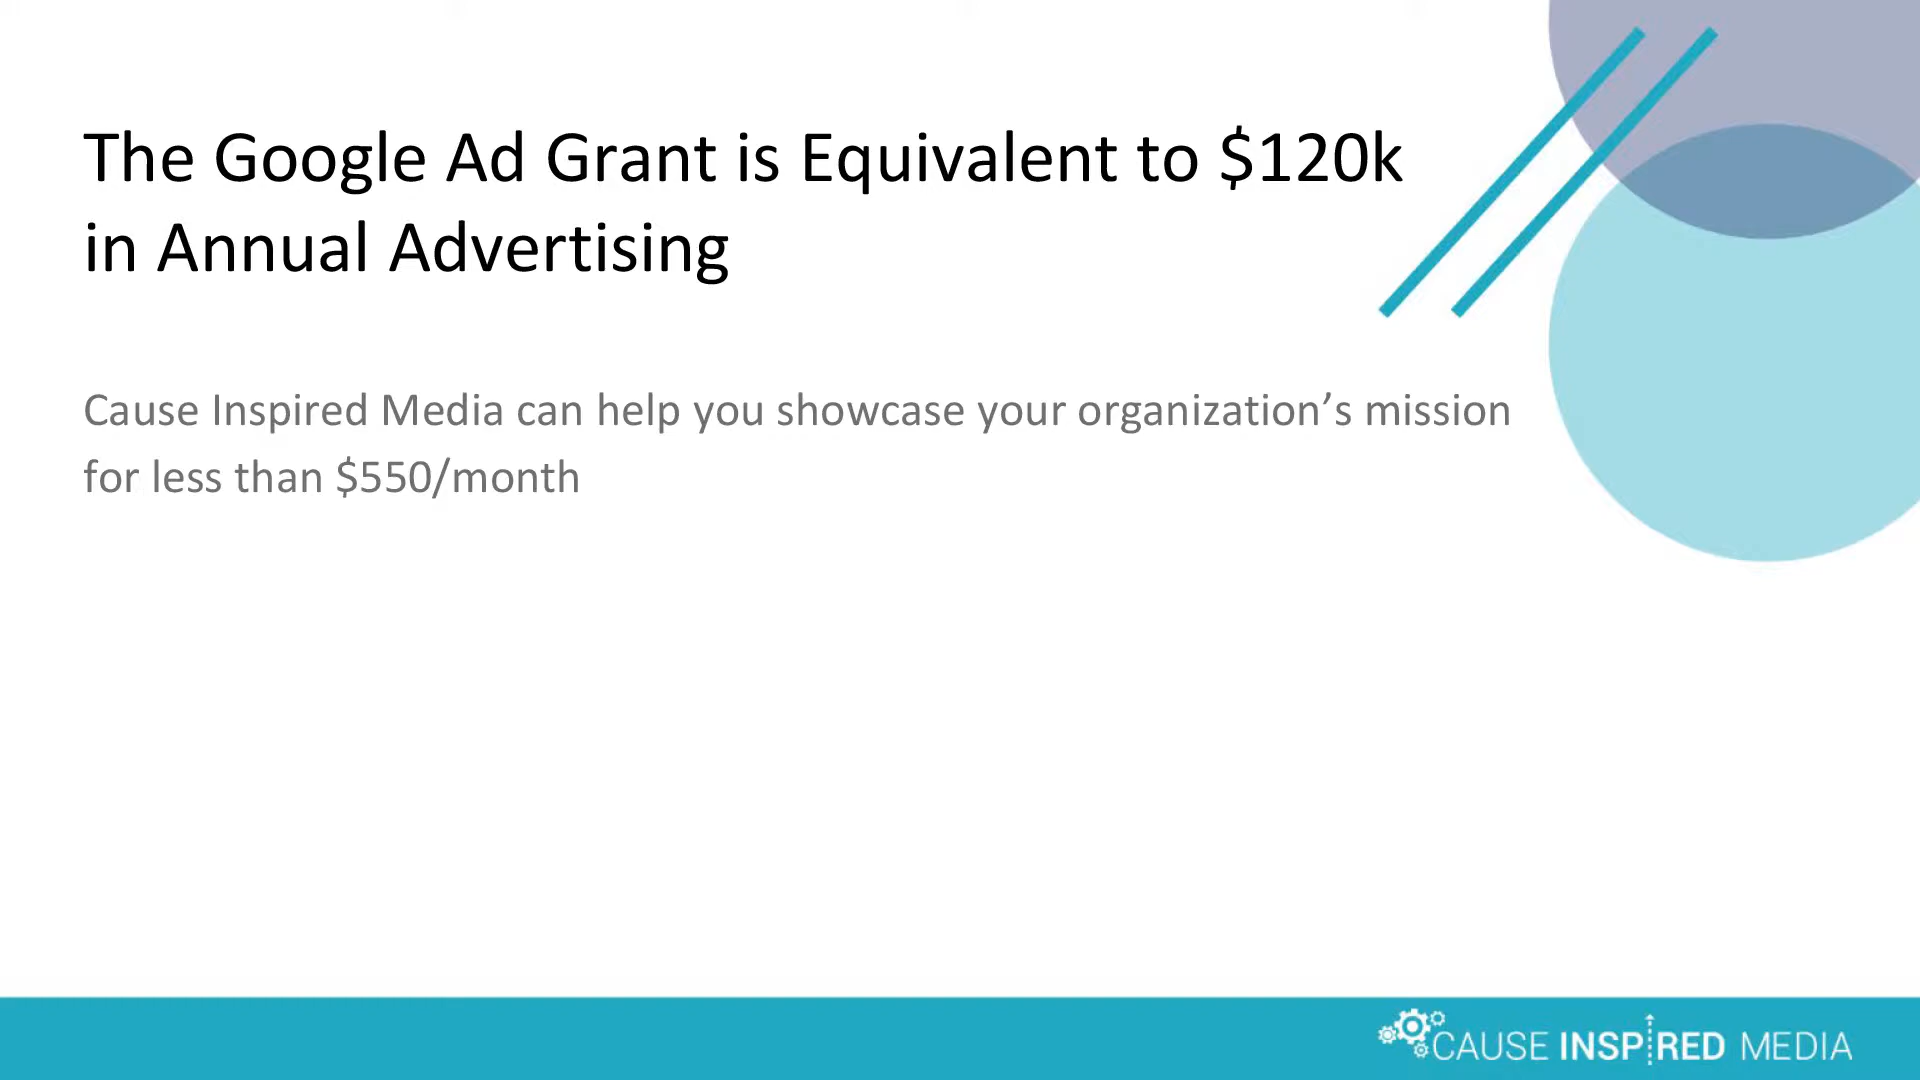 The Google Ad Grant is Equivalent to $120k
in Annual Advertising
Cause Inspired Media can help you showcase your organization’s mission
for less than $550/month
CAUSE INSPIRED MEDIA